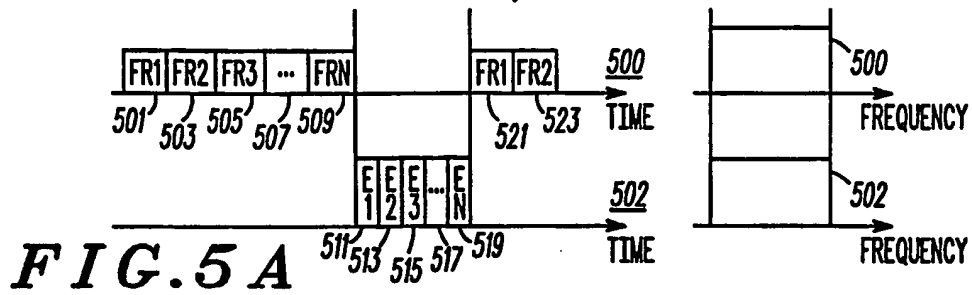 FR1 FR2 FR3 ... FRN FR1 FR2 500 500
501 503 505 507 509 521 523 TIME FREQUENCY
E1 E2 E3 ... EN 502 502
511 513 515 517 519 TIME FREQUENCY
FIG.5A